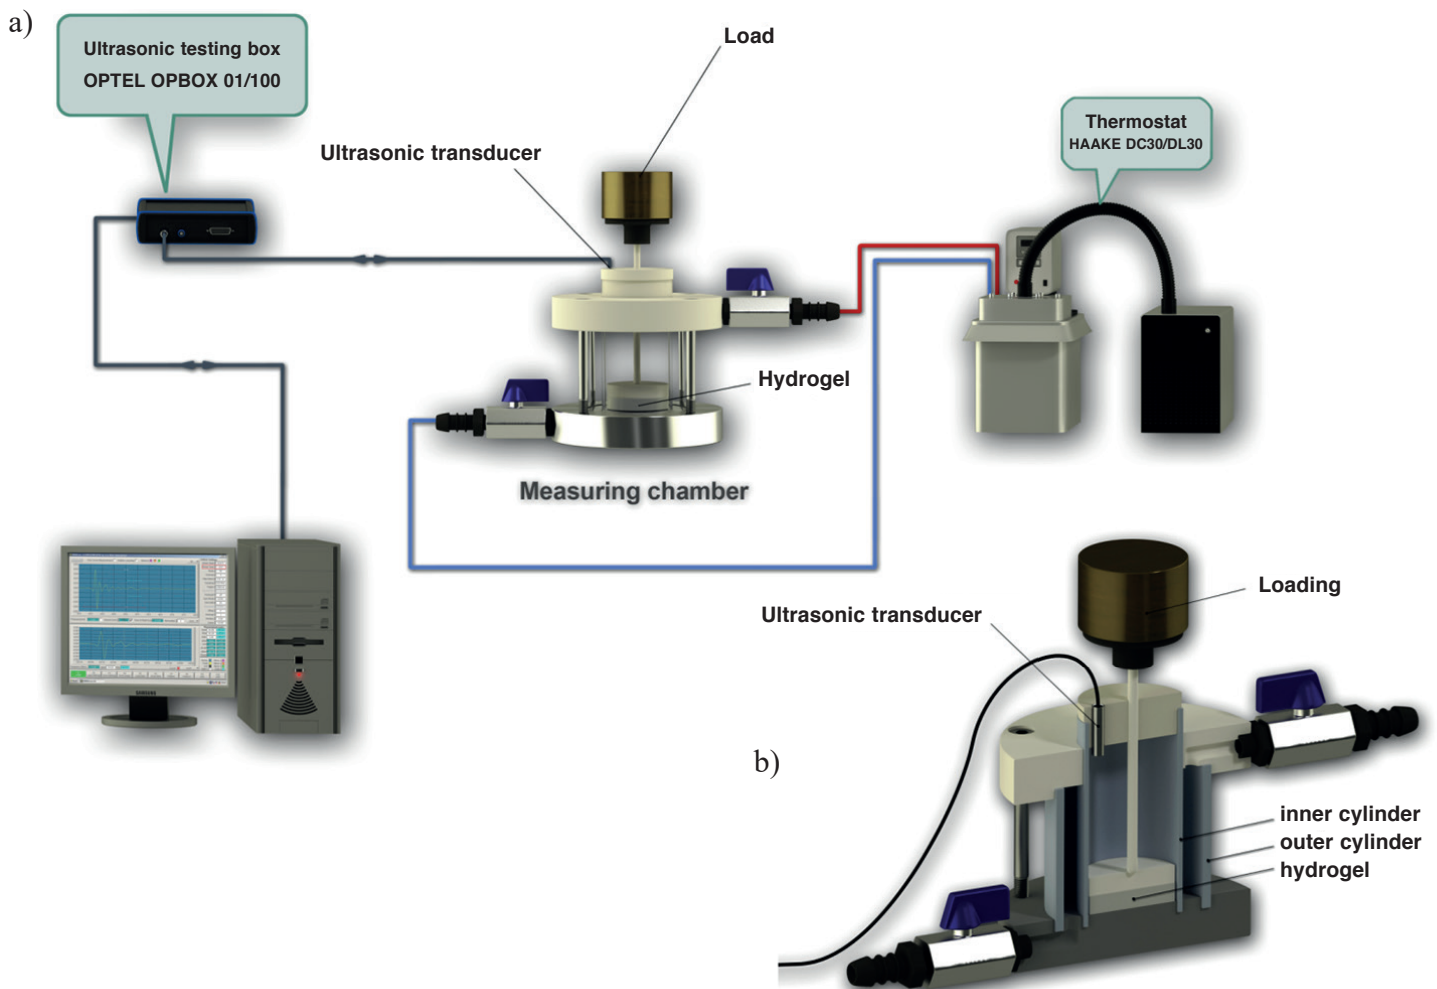 a)
Ultrasonic testing box
OPTEL OPBOX 01/100
Load
Thermostat
HAAKE DC30/DL30
Ultrasonic transducer
Hydrogel
Measuring chamber
SAMSUNG
Loading
Ultrasonic transducer
b)
inner cylinder
outer cylinder
hydrogel